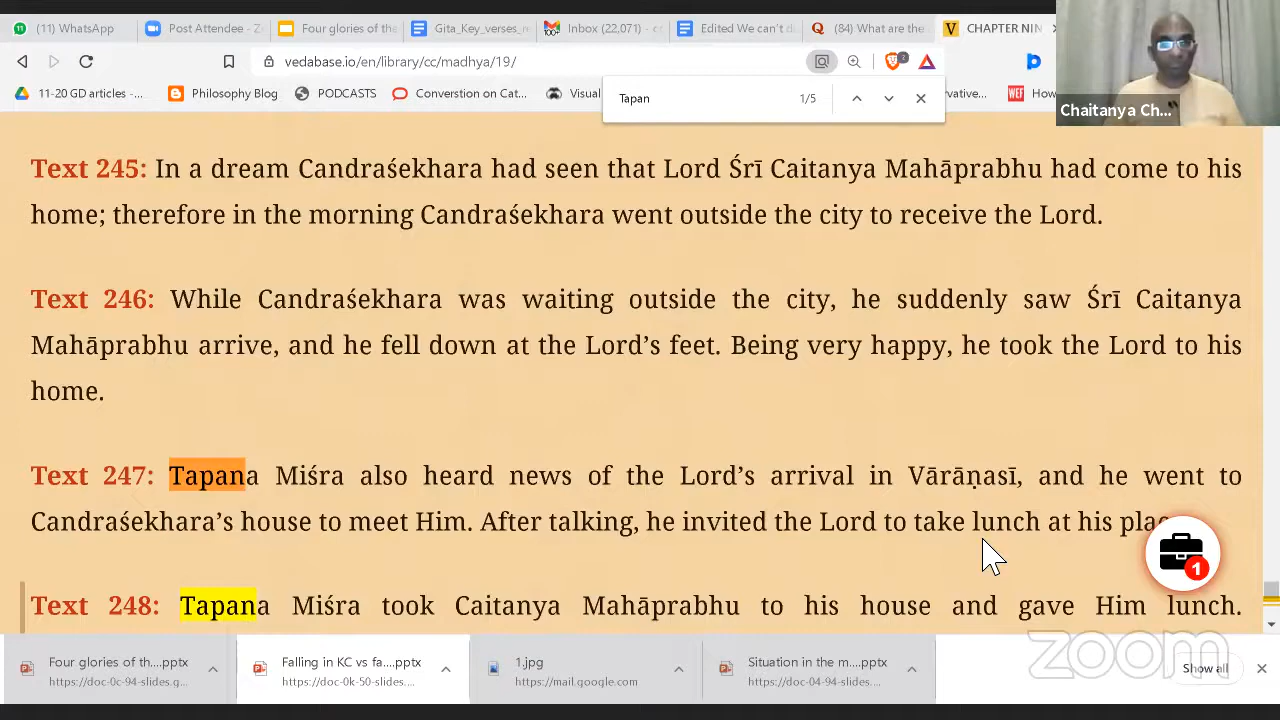 (11) WhatsApp
Post Attendee - Z
Four glories of the
Gita_Key_verses_r
Inbox (22,071) - c
Edited We can't di
(84) What are the
CHAPTER NIN
vedabase.io/en/library/cc/madhya/19/
11-20 GD articles -...
Philosophy Blog
PODCASTS
Converstion on Cat...
Visual
Tapan
1/5
WEF
How
Chaitanya Ch...
Text 245: In a dream Candraśekhara had seen that Lord Śrī Caitanya Mahāprabhu had come to his
home; therefore in the morning Candraśekhara went outside the city to receive the Lord.
Text 246: While Candraśekhara was waiting outside the city, he suddenly saw Śrī Caitanya
Mahāprabhu arrive, and he fell down at the Lord's feet. Being very happy, he took the Lord to his
home.
Text 247: Tapana Miśra also heard news of the Lord's arrival in Vārāṇasī, and he went to
Candraśekhara's house to meet Him. After talking, he invited the Lord to take lunch at his plac
1
Text 248: Tapana Miśra took Caitanya Mahāprabhu to his house and gave Him lunch.
zoom
Four glories of th....pptx
https://doc-0c-94-slides.g...
Falling in KC vs fa....pptx
https://doc-0k-50-slides....
1.jpg
https://mail.google.com
Situation in the m....pptx
https://doc-04-94-slides....
Show all